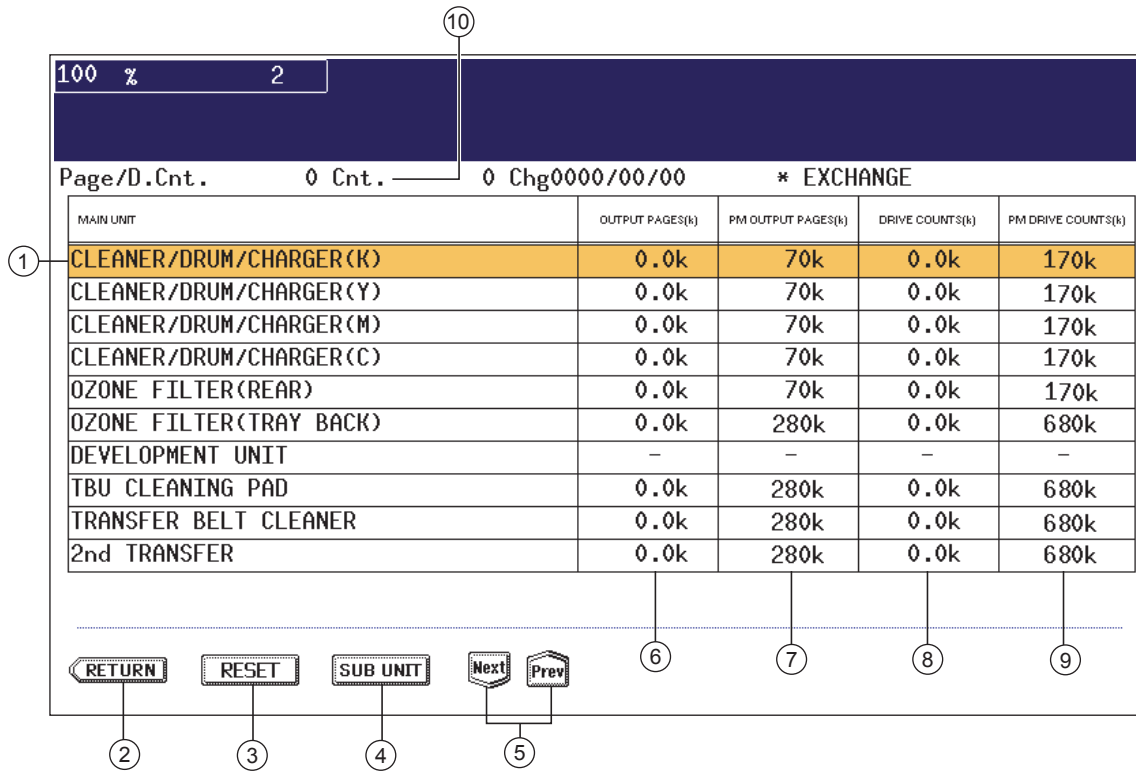 10
100 % 2
Page/D.Cnt. 0 Cnt. 0 Chg0000/00/00 * EXCHANGE
MAIN UNIT OUTPUT PAGES(k) PM OUTPUT PAGES(k) DRIVE COUNTS(k) PM DRIVE COUNTS(k)
1 CLEANER/DRUM/CHARGER(K) 0.0k 70k 0.0k 170k
CLEANER/DRUM/CHARGER(Y) 0.0k 70k 0.0k 170k
CLEANER/DRUM/CHARGER(M) 0.0k 70k 0.0k 170k
CLEANER/DRUM/CHARGER(C) 0.0k 70k 0.0k 170k
OZONE FILTER(REAR) 0.0k 70k 0.0k 170k
OZONE FILTER(TRAY BACK) 0.0k 280k 0.0k 680k
DEVELOPMENT UNIT – – – –
TBU CLEANING PAD 0.0k 280k 0.0k 680k
TRANSFER BELT CLEANER 0.0k 280k 0.0k 680k
2nd TRANSFER 0.0k 280k 0.0k 680k
6 7 8 9
RETURN RESET SUB UNIT Next Prev
2 3 4 5